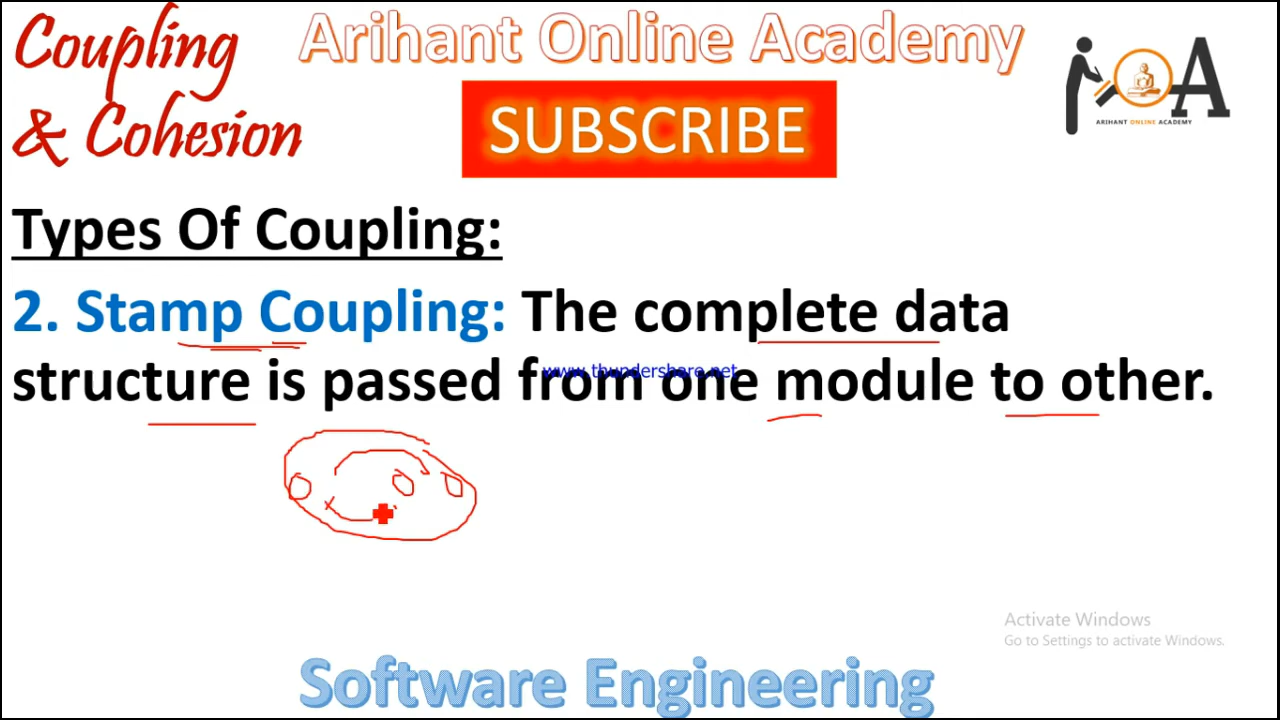 Coupling
& Cohesion
Arihant Online Academy
SUBSCRIBE
A
ARIHANT ONLINE ACADEMY
Types Of Coupling:
2. Stamp Coupling: The complete data
structure is passed from one module to other.
www.thundershare.net
Activate Windows
Go to Settings to activate Windows.
Software Engineering